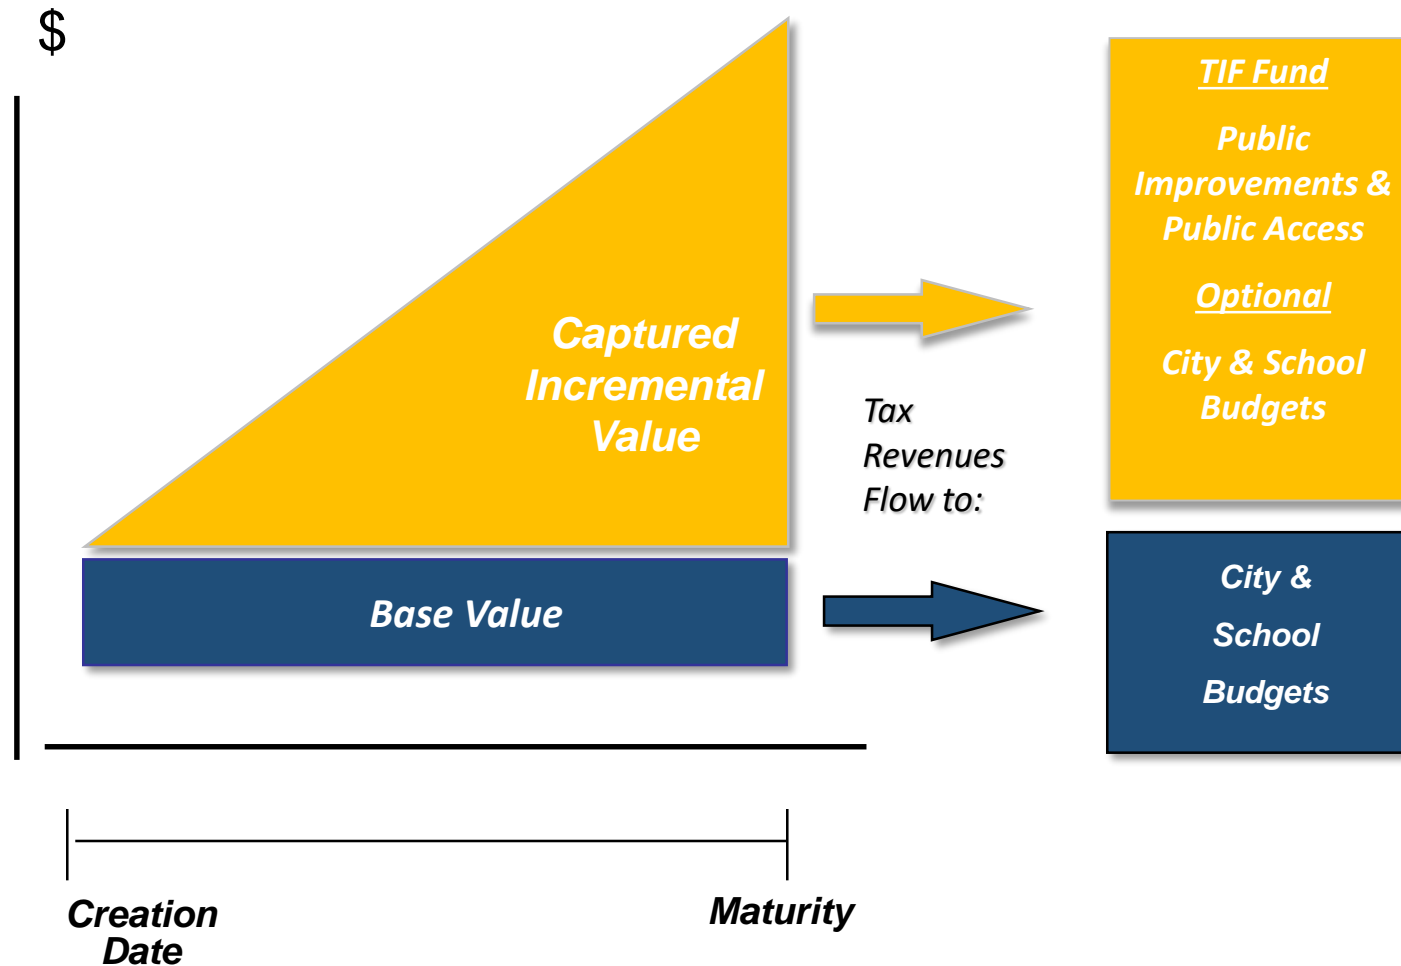 $
Captured
Incremental
Value
Base Value
Tax
Revenues
Flow to:
TIF Fund
Public
Improvements &
Public Access
Optional
City & School
Budgets
City &
School
Budgets
Creation
Date
Maturity